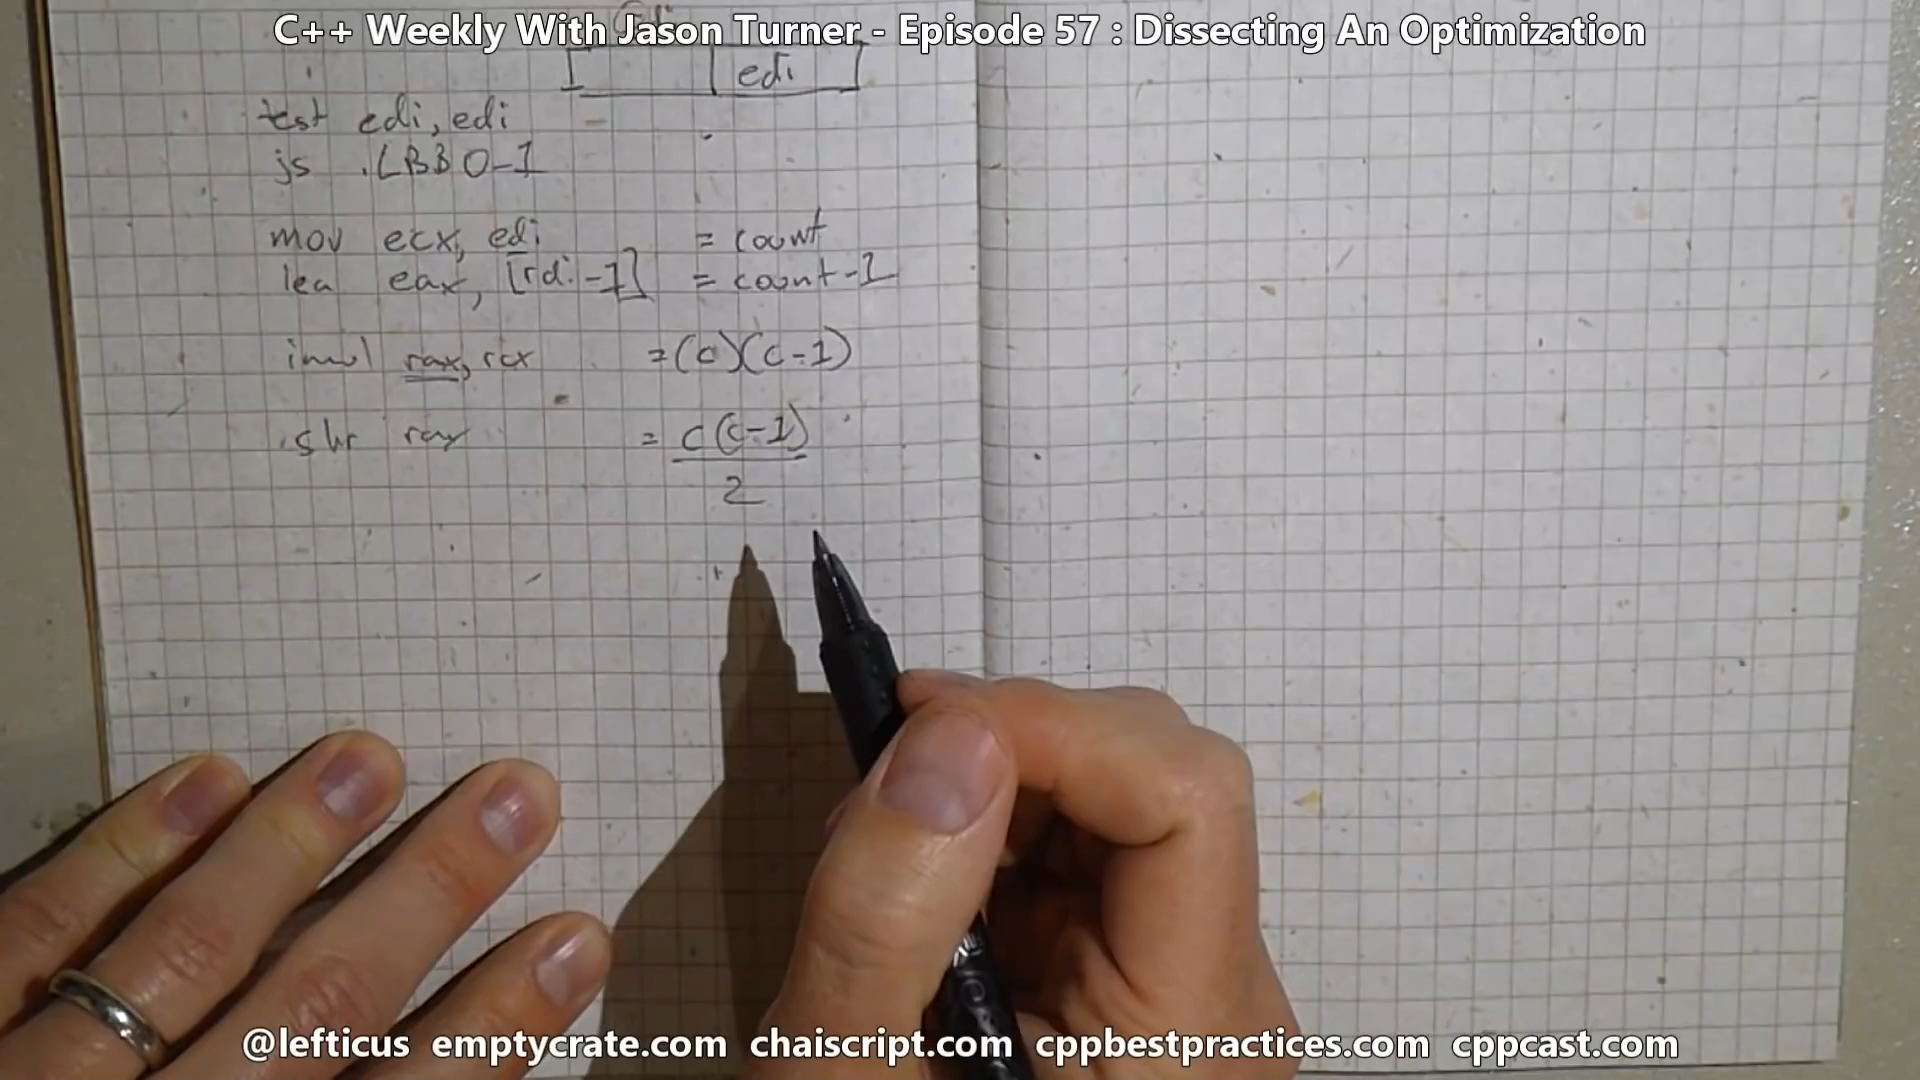 C++ Weekly With Jason Turner - Episode 57 : Dissecting An Optimization
edi
test edi, edi
js .LBB0_1
mov ecx, edi = count
lea eax, [rdi-1] = count-1
imul rax, rcx =(c)(c-1)
shr rax = c(c-1)
2
@lefticus emptycrate.com chaiscript.com cppbestpractices.com cppcast.com